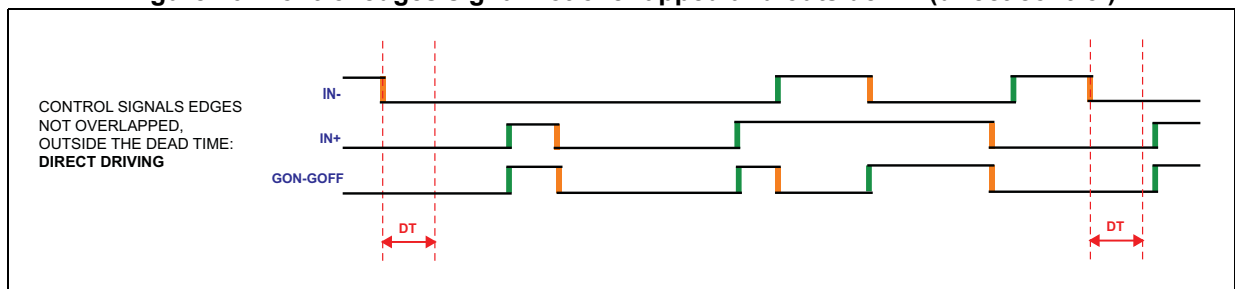 CONTROL SIGNALS EDGES
NOT OVERLAPPED,
OUTSIDE THE DEAD TIME:
DIRECT DRIVING
IN-
IN+
GON-GOFF
DT
DT